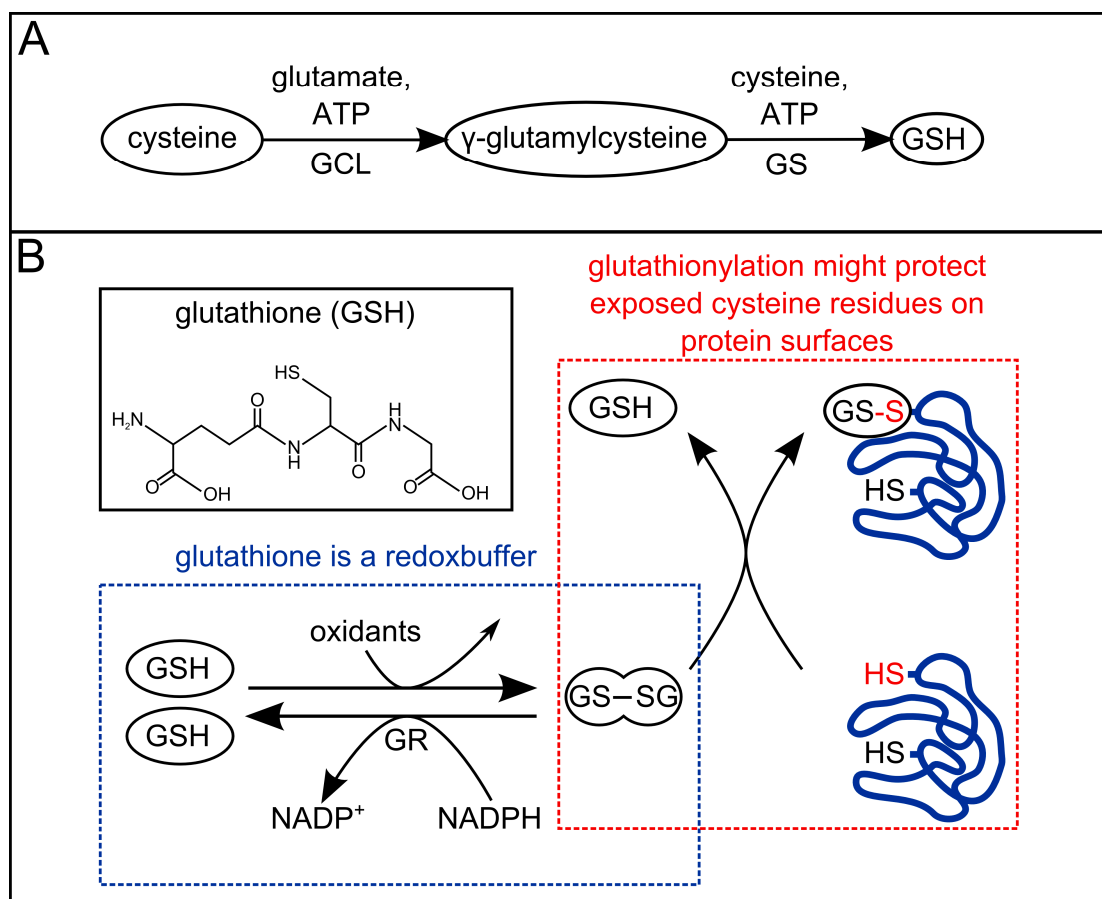 A
glutamate,
ATP
cysteine
GCL
γ-glutamylcysteine
cysteine,
ATP
GS
GSH
B
glutathione (GSH)
HS
H₂N
O
OH
O
N
H
O
H
N
O
OH
glutathionylation might protect
exposed cysteine residues on
protein surfaces
GSH
GS-S
HS
glutathione is a redoxbuffer
oxidants
GSH
GSH
GR
NADP⁺
NADPH
GS–SG
HS
HS